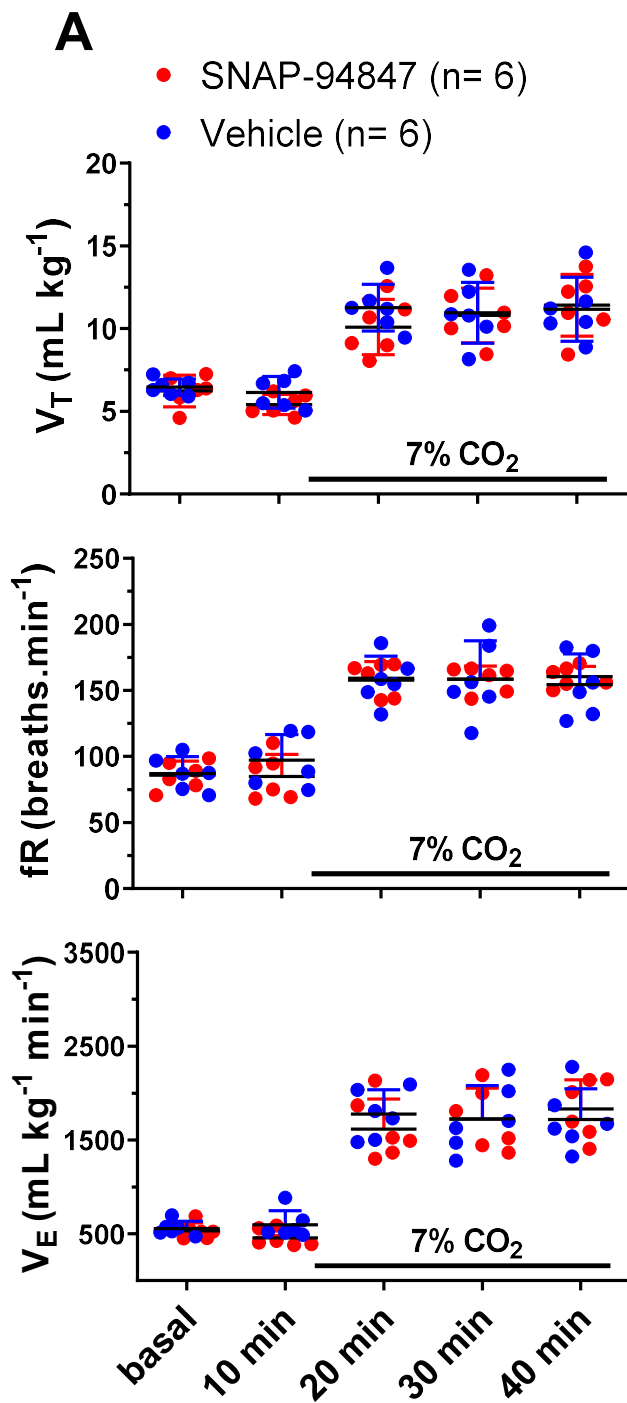 A
SNAP-94847 (n= 6)
Vehicle (n= 6)
V_T (mL kg⁻¹)
20
15
10
5
0
7% CO₂
fR (breaths.min⁻¹)
250
200
150
100
50
0
7% CO₂
V_E (mL kg⁻¹ min⁻¹)
3500
2500
1500
500
7% CO₂
basal
10 min
20 min
30 min
40 min